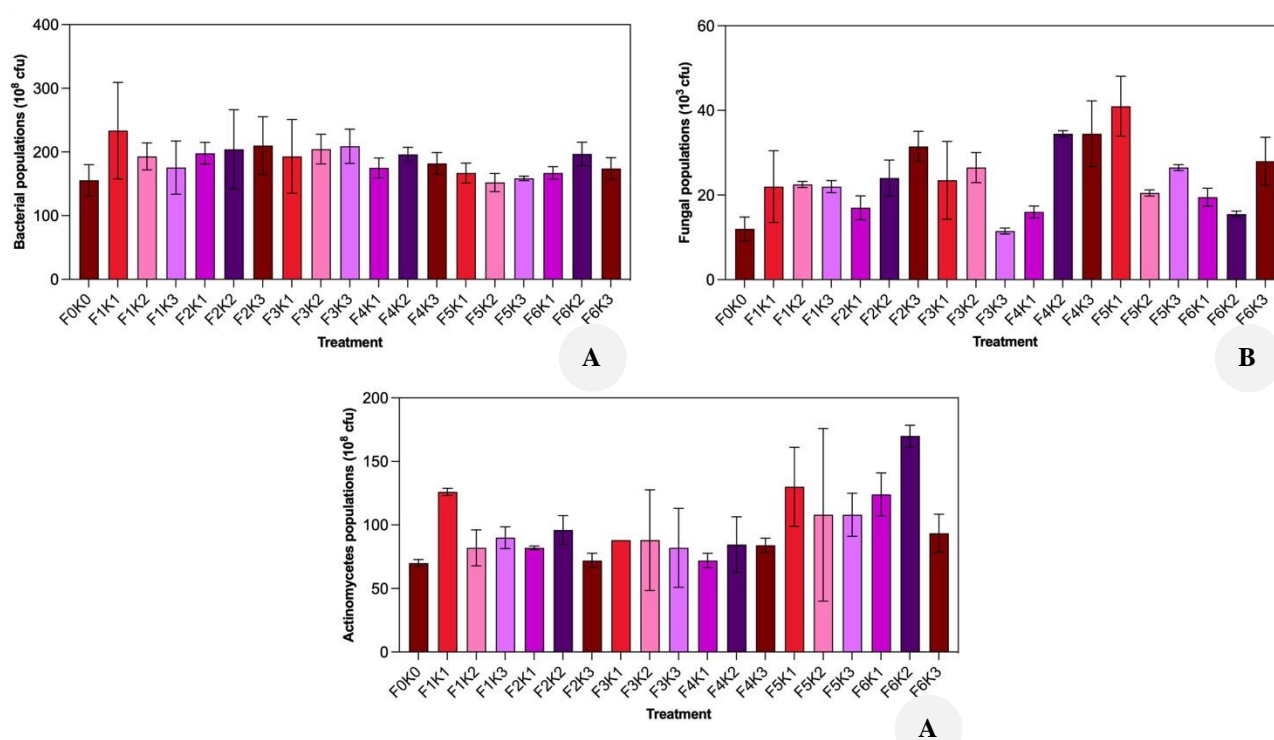 Bacterial populations (10⁸ cfu)
400
300
200
100
0
F0K0
F1K1
F1K2
F1K3
F2K1
F2K2
F2K3
F3K1
F3K2
F3K3
F4K1
F4K2
F4K3
F5K1
F5K2
F5K3
F6K1
F6K2
F6K3
Treatment
A
Fungal populations (10³ cfu)
60
40
20
0
F0K0
F1K1
F1K2
F1K3
F2K1
F2K2
F2K3
F3K1
F3K2
F3K3
F4K1
F4K2
F4K3
F5K1
F5K2
F5K3
F6K1
F6K2
F6K3
Treatment
B
Actinomycetes populations (10⁸ cfu)
200
150
100
50
0
F0K0
F1K1
F1K2
F1K3
F2K1
F2K2
F2K3
F3K1
F3K2
F3K3
F4K1
F4K2
F4K3
F5K1
F5K2
F5K3
F6K1
F6K2
F6K3
Treatment
A